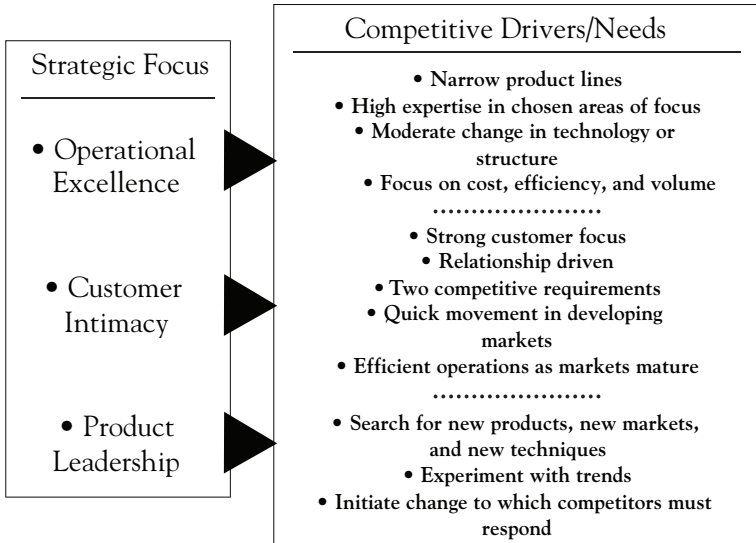 Strategic Focus
• Operational
Excellence
• Customer
Intimacy
• Product
Leadership
Competitive Drivers/Needs
• Narrow product lines
• High expertise in chosen areas of focus
• Moderate change in technology or
structure
• Focus on cost, efficiency, and volume
• Strong customer focus
• Relationship driven
• Two competitive requirements
• Quick movement in developing
markets
• Efficient operations as markets mature
• Search for new products, new markets,
and new techniques
• Experiment with trends
• Initiate change to which competitors must
respond